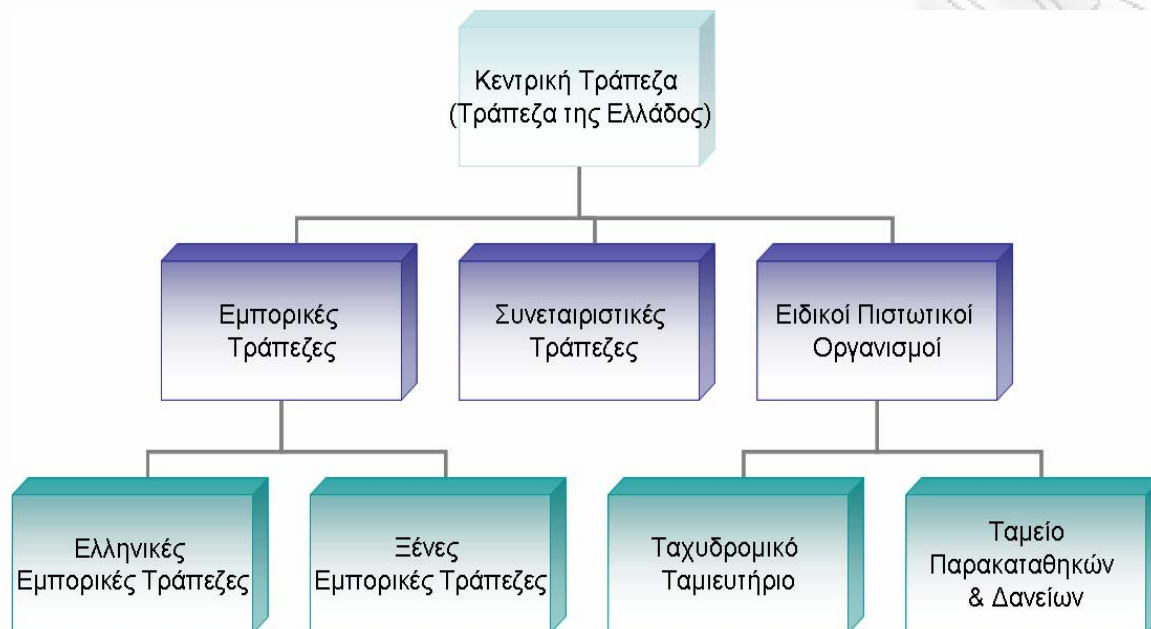 Κεντρική Τράπεζα
(Τράπεζα της Ελλάδος)
Εμπορικές
Τράπεζες
Συνεταιριστικές
Τράπεζες
Ειδικοί Πιστωτικοί
Οργανισμοί
Ελληνικές
Εμπορικές Τράπεζες
Ξένες
Εμπορικές Τράπεζες
Ταχυδρομικό
Ταμιευτήριο
Ταμείο
Παρακαταθηκών
& Δανείων